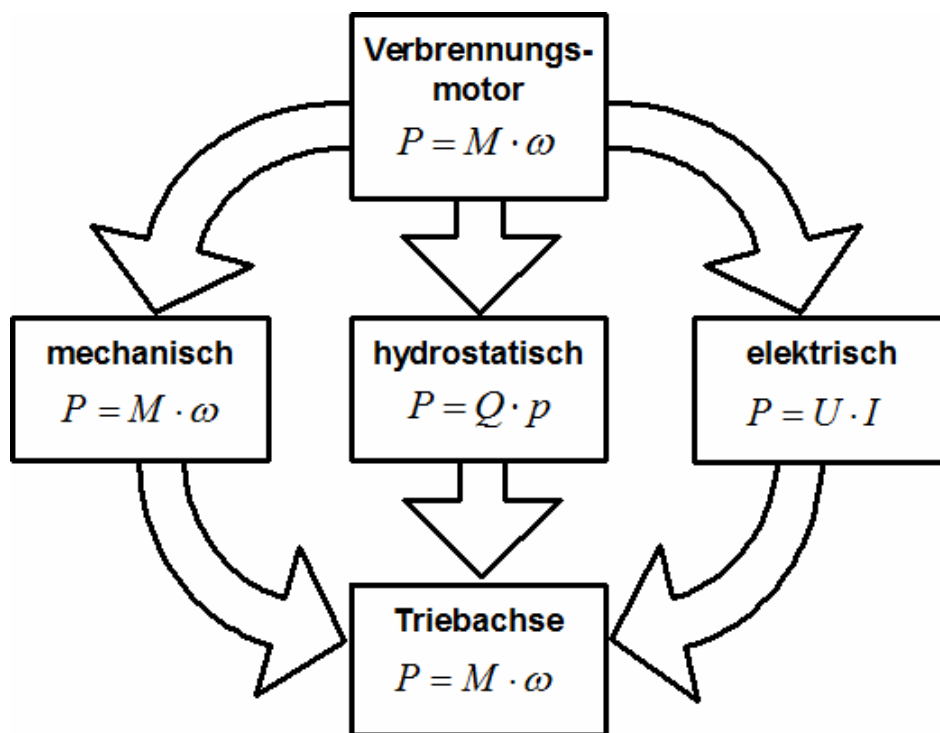 Verbrennungs-
motor
P = M · ω
mechanisch
P = M · ω
hydrostatisch
P = Q · p
elektrisch
P = U · I
Triebachse
P = M · ω